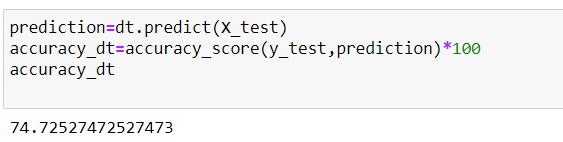 prediction=dt.predict(X_test)
accuracy_dt=accuracy_score(y_test,prediction)*100
accuracy_dt
74.72527472527473